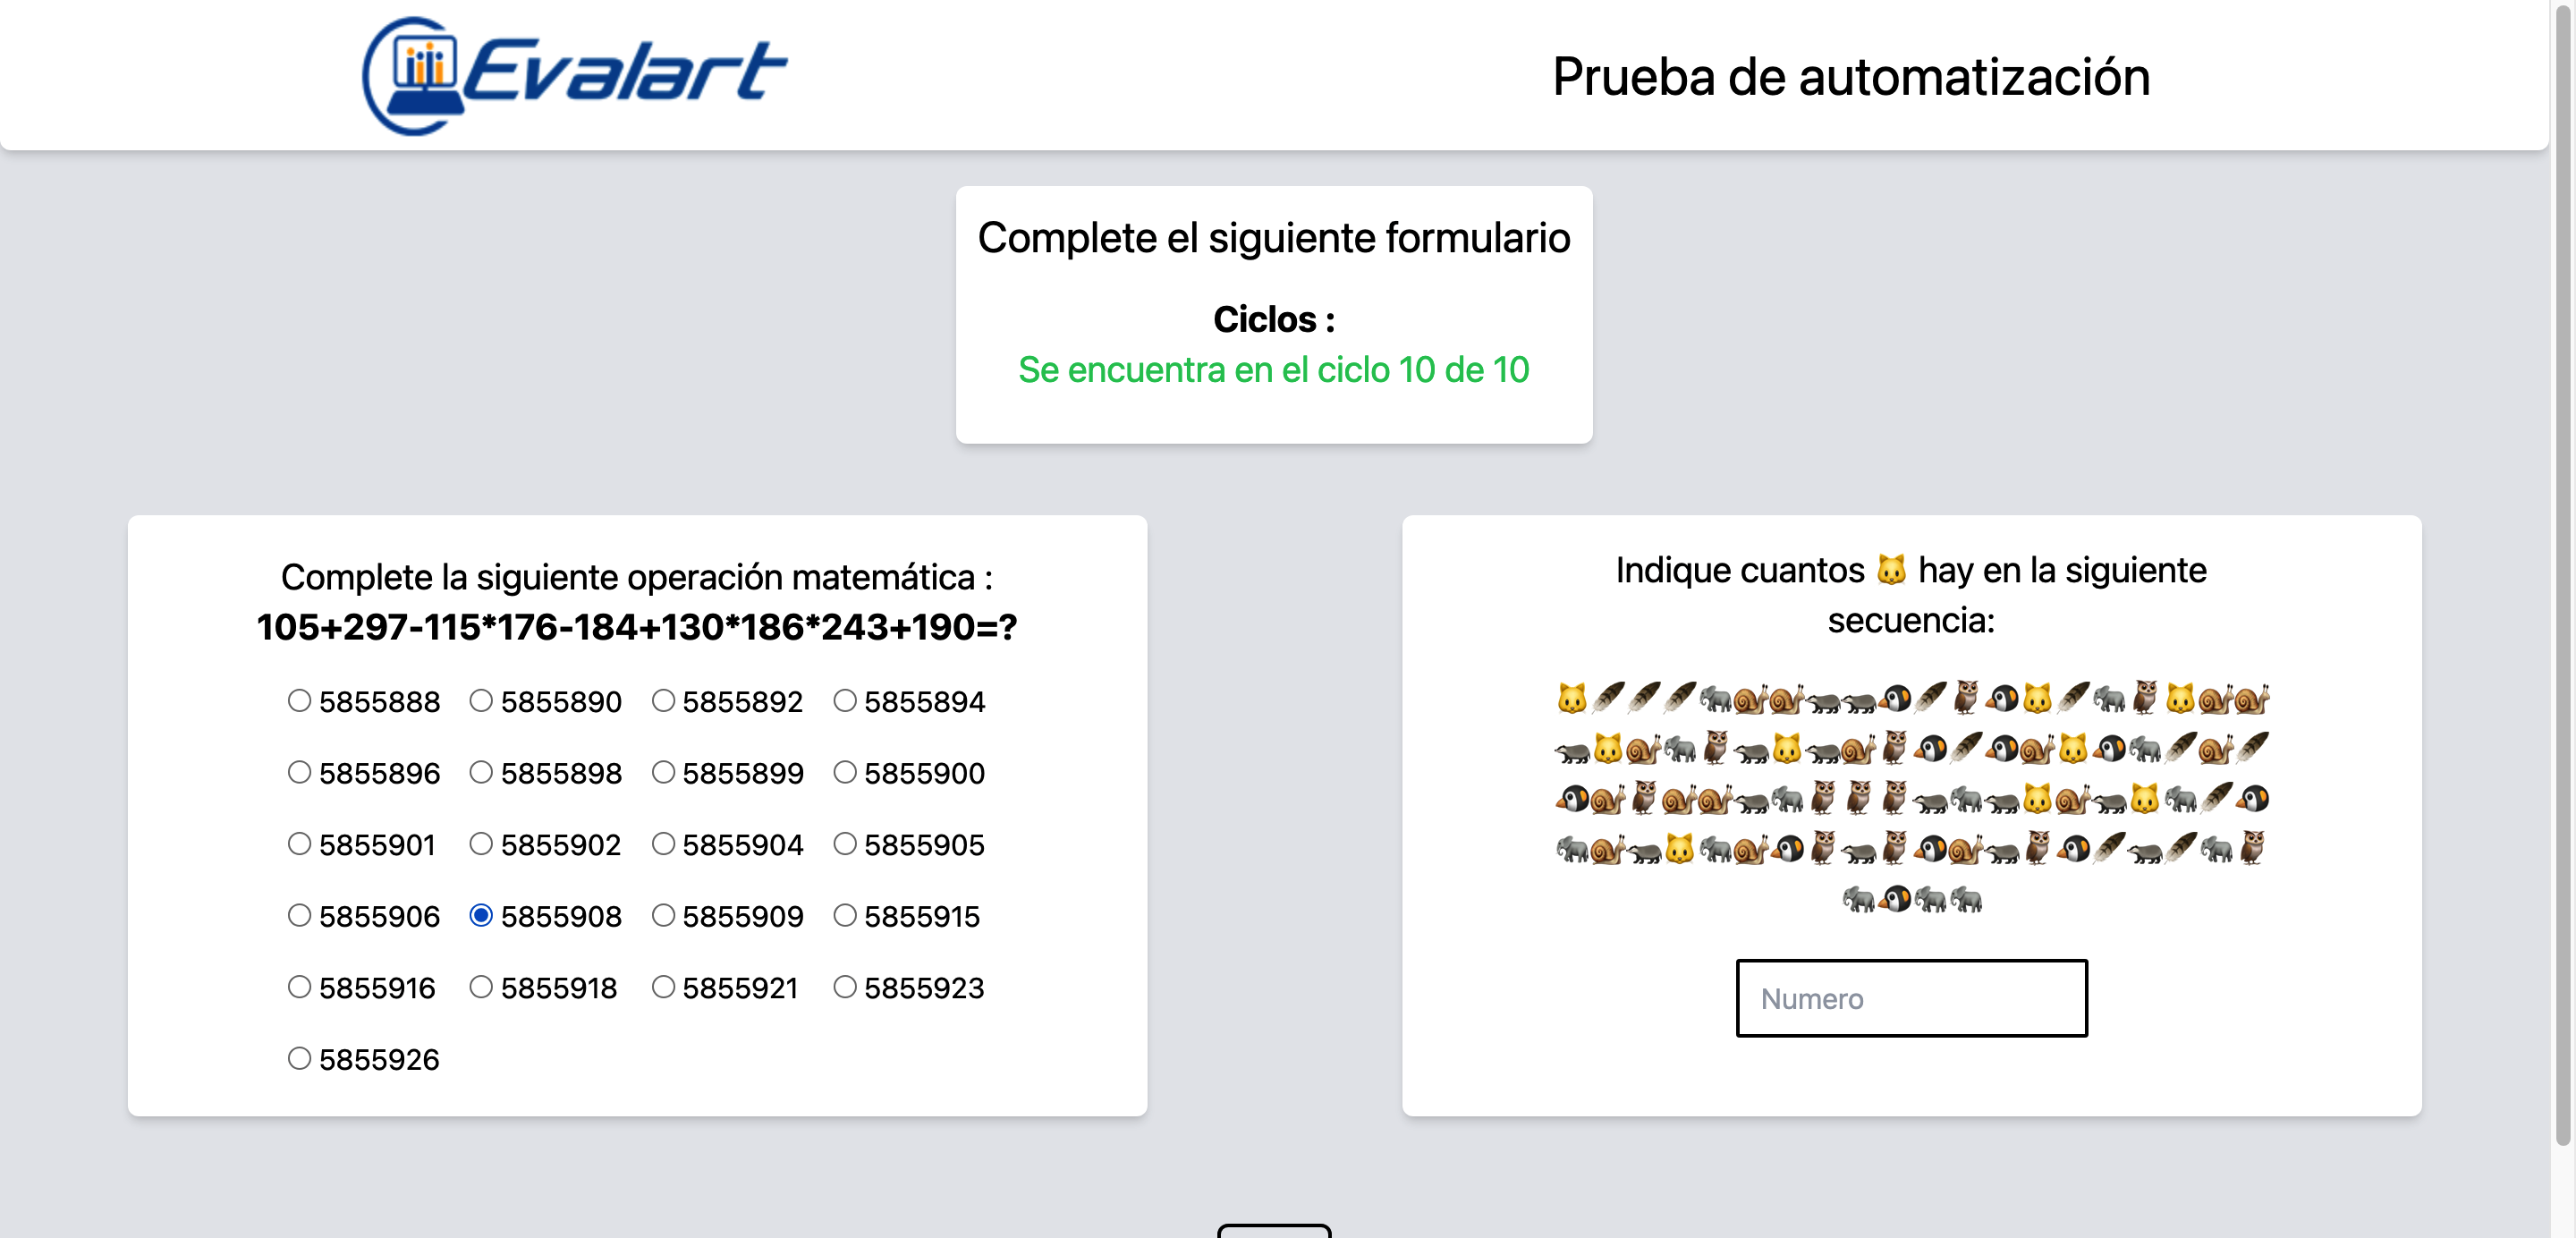 Evalart
Prueba de automatización
Complete el siguiente formulario
Ciclos :
Se encuentra en el ciclo 10 de 10
Complete la siguiente operación matemática :
105+297-115*176-184+130*186*243+190=?
5855888 5855890 5855892 5855894
5855896 5855898 5855899 5855900
5855901 5855902 5855904 5855905
5855906 5855908 5855909 5855915
5855916 5855918 5855921 5855923
5855926
Indique cuantos 🐱 hay en la siguiente
secuencia:
Numero